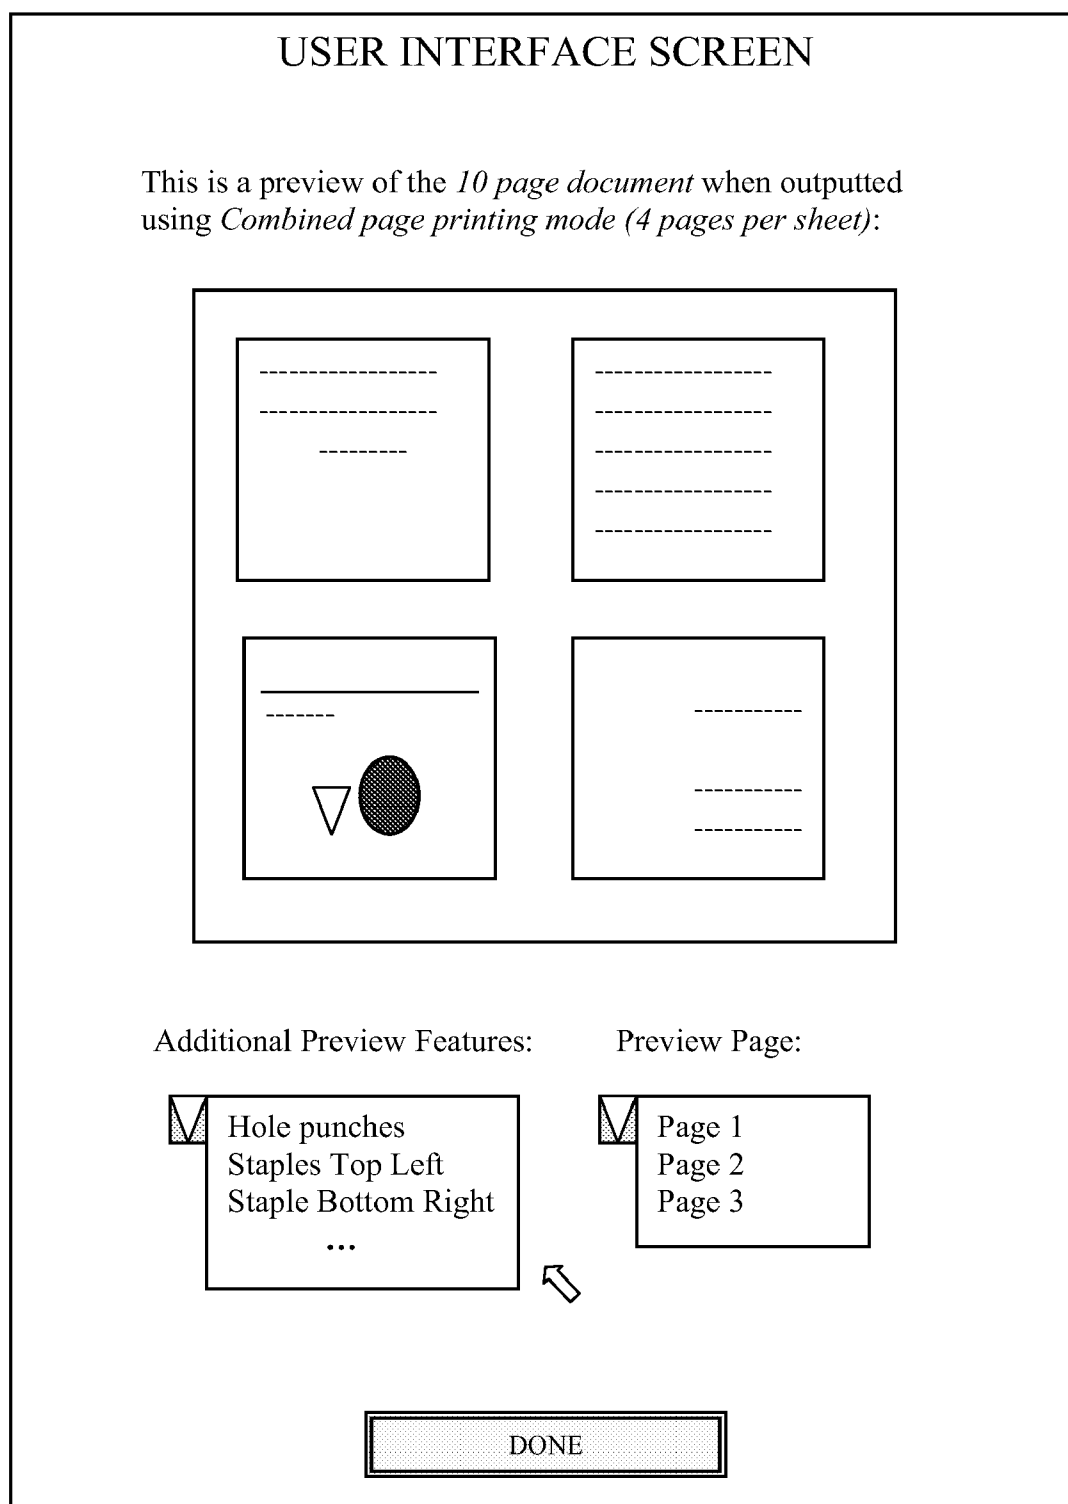 USER INTERFACE SCREEN
This is a preview of the 10 page document when outputted
using Combined page printing mode (4 pages per sheet):
Additional Preview Features:
Hole punches
Staples Top Left
Staple Bottom Right
...
Preview Page:
Page 1
Page 2
Page 3
DONE